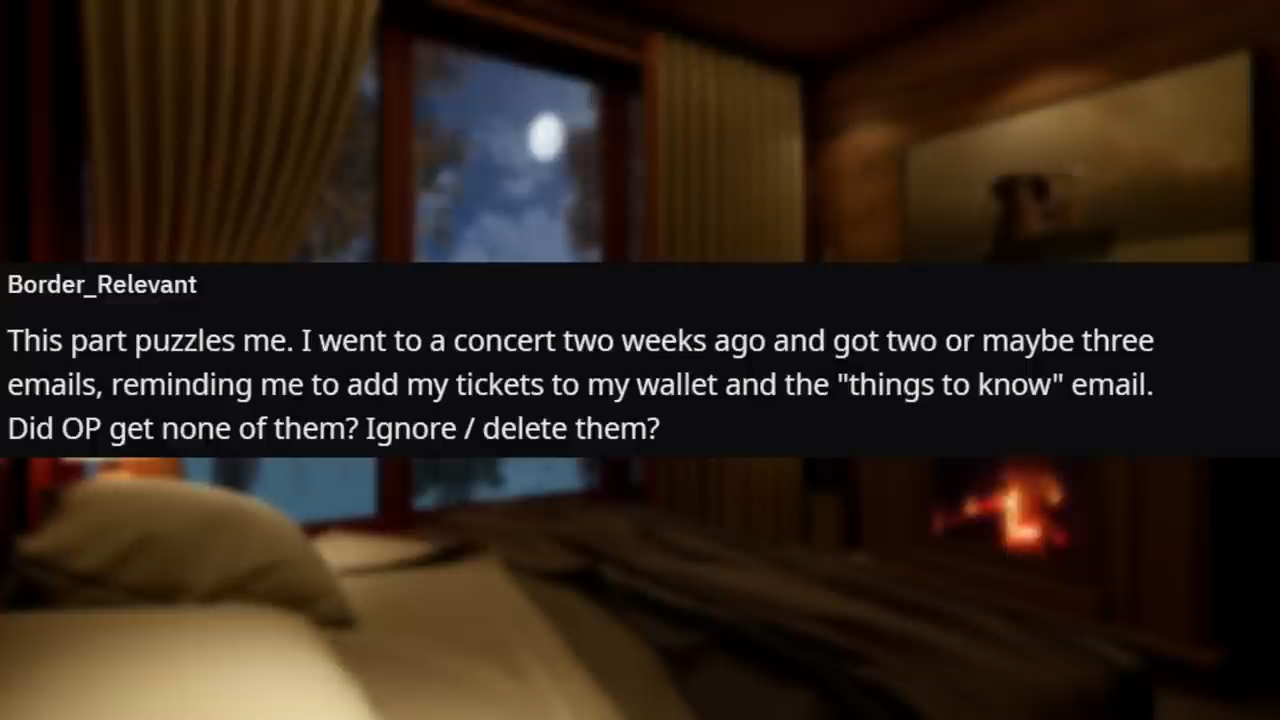 Border_Relevant
This part puzzles me. I went to a concert two weeks ago and got two or maybe three
emails, reminding me to add my tickets to my wallet and the "things to know" email.
Did OP get none of them? Ignore / delete them?